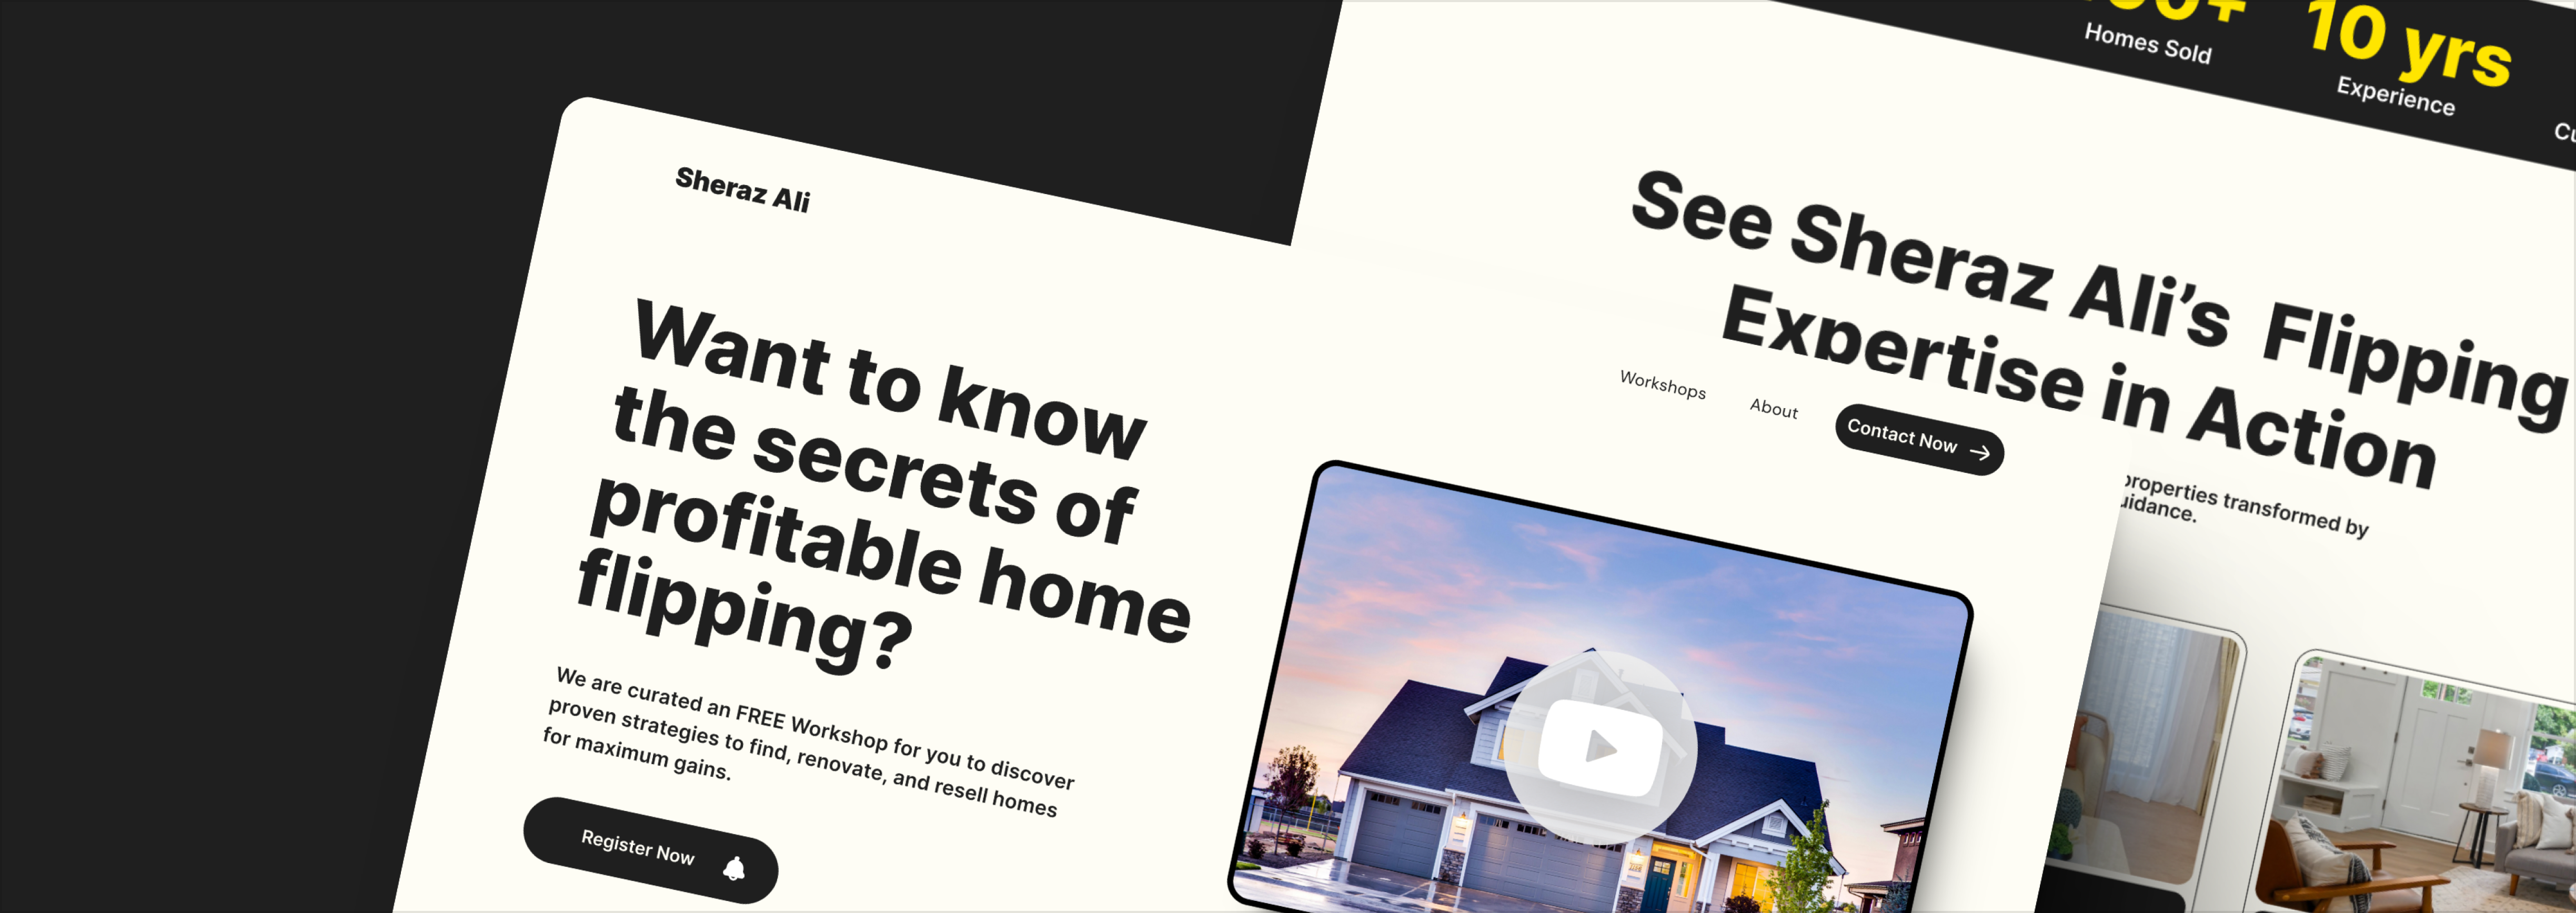 Sheraz Ali
Want to know
the secrets of
profitable home
flipping?
We are curated an FREE Workshop for you to discover
proven strategies to find, renovate, and resell homes
for maximum gains.
Register Now
Workshops
About
Contact Now
Homes Sold
10 yrs
Experience
See Sheraz Ali’s Flipping
Expertise in Action
transformed by